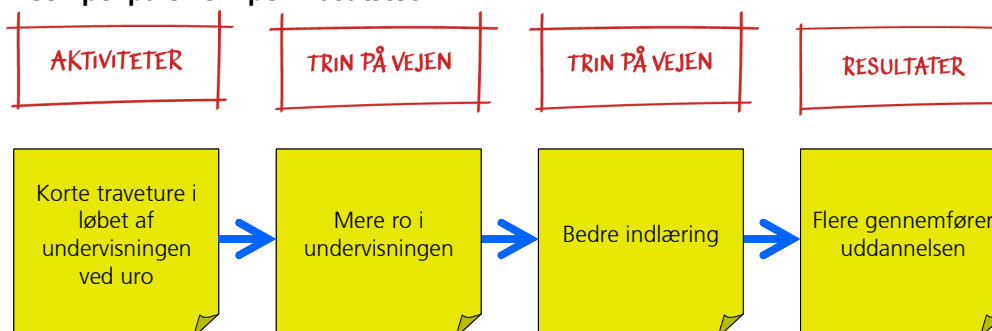 AKTIVITETER
TRIN PÅ VEJEN
TRIN PÅ VEJEN
RESULTATER
Korte traveture i
løbet af
undervisningen
ved uro
Mere ro i
undervisningen
Bedre indlæring
Flere gennemfører
uddannelsen